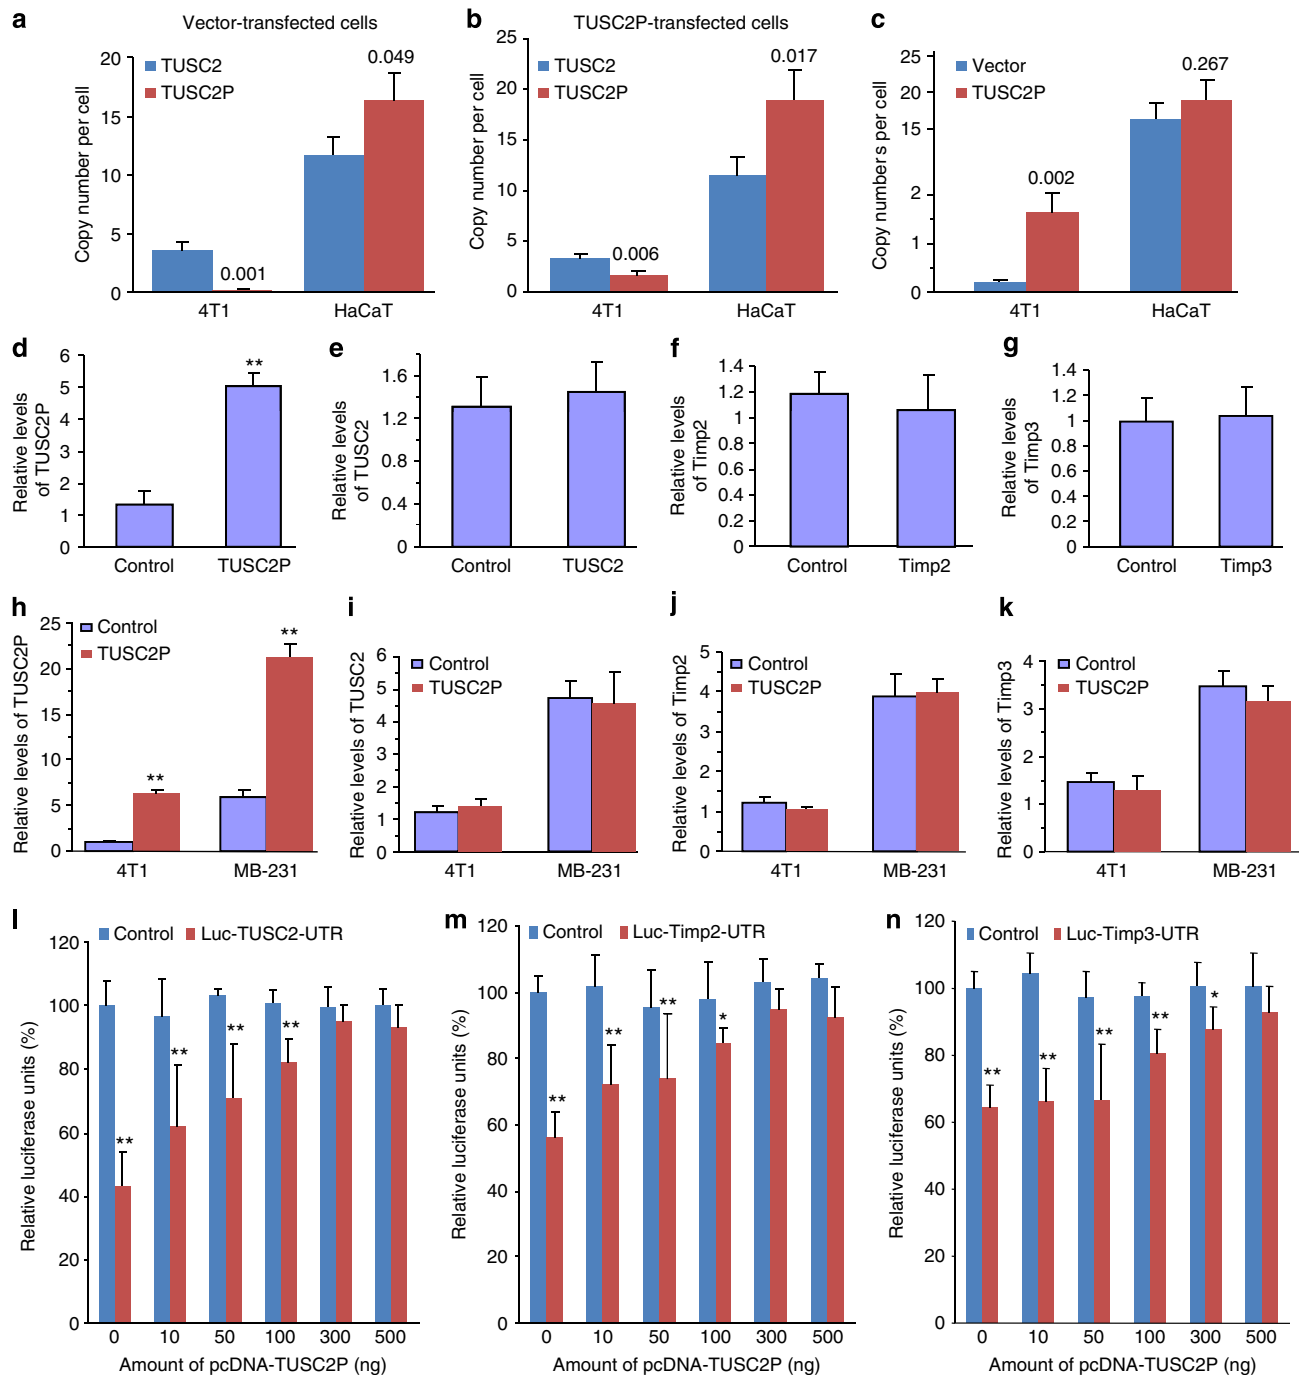 a
Vector-transfected cells
Copy number per cell
20
15
10
5
0
TUSC2
TUSC2P
0.001
0.049
4T1
HaCaT
b
TUSC2P-transfected cells
Copy number per cell
25
20
15
10
5
0
TUSC2
TUSC2P
0.006
0.017
4T1
HaCaT
c
Copy number s per cell
25
20
15
2
1
0
Vector
TUSC2P
0.002
0.267
4T1
HaCaT
d
Relative levels
of TUSC2P
6
5
4
3
2
1
0
**
Control
TUSC2P
e
Relative levels
of TUSC2
1.6
1.2
0.8
0.4
0
Control
TUSC2
f
Relative levels
of Timp2
1.4
1.2
1
0.8
0.6
0.4
0.2
0
Control
Timp2
g
Relative levels
of Timp3
1.4
1.2
1
0.8
0.6
0.4
0.2
0
Control
Timp3
h
Relative levels of TUSC2P
25
20
15
10
5
0
Control
TUSC2P
**
**
4T1
MB-231
i
Relative levels of TUSC2
6
5
4
3
2
1
0
Control
TUSC2P
4T1
MB-231
j
Relative levels of Timp2
5
4
3
2
1
0
Control
TUSC2P
4T1
MB-231
k
Relative levels of Timp3
4
3
2
1
0
Control
TUSC2P
4T1
MB-231
l
Relative luciferase units (%)
120
100
80
60
40
20
0
Control
Luc-TUSC2-UTR
**
**
**
**
0
10
50
100
300
500
Amount of pcDNA-TUSC2P (ng)
m
Relative luciferase units (%)
120
100
80
60
40
20
0
Control
Luc-Timp2-UTR
**
**
**
*
0
10
50
100
300
500
Amount of pcDNA-TUSC2P (ng)
n
Relative luciferase units (%)
120
100
80
60
40
20
0
Control
Luc-Timp3-UTR
**
**
**
**
*
0
10
50
100
300
500
Amount of pcDNA-TUSC2P (ng)